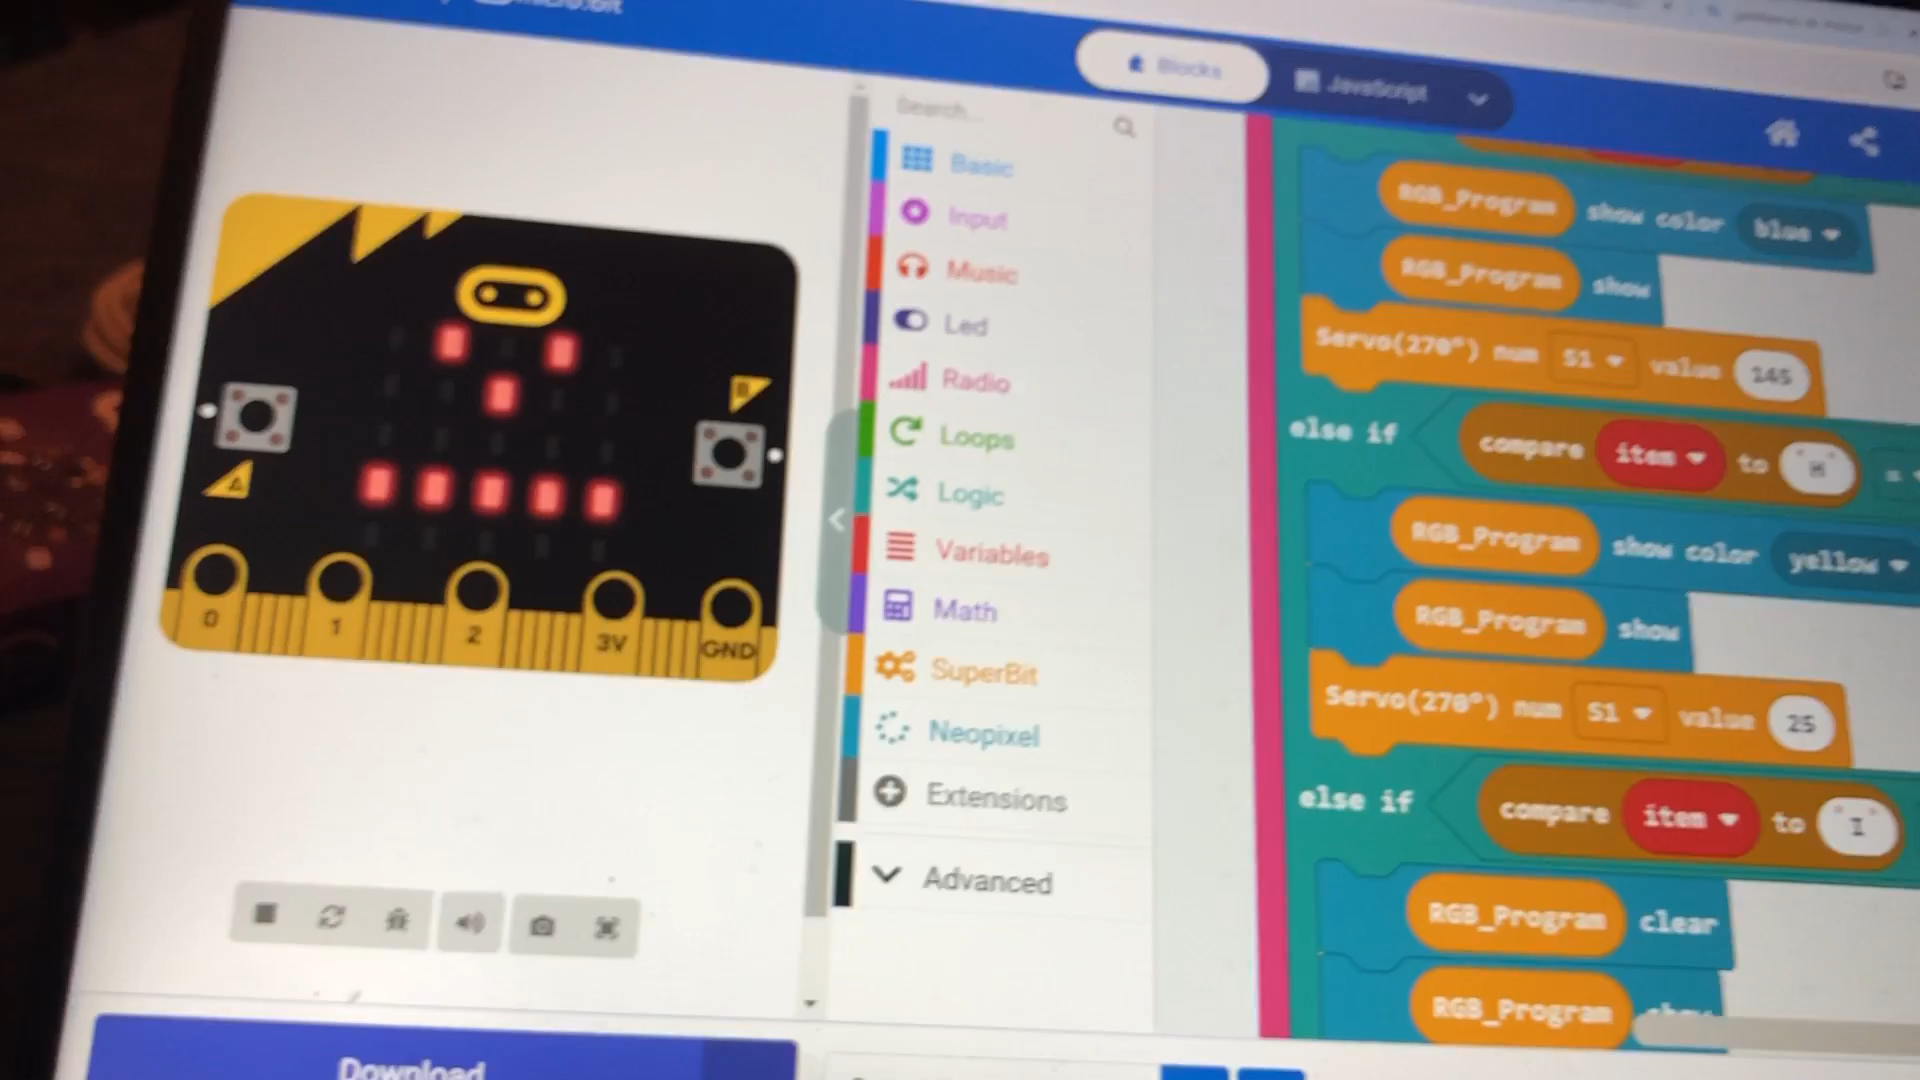 micro:bit
Blocks
JavaScript
Search...
Basic
Input
Music
Led
Radio
Loops
Logic
Variables
Math
SuperBit
Neopixel
Extensions
Advanced
B
A
0 1 2 3V GND
Download
RGB_Program show color blue
RGB_Program show
Servo(270°) num S1 value 145
else if compare item to "H" =
RGB_Program show color yellow
RGB_Program show
Servo(270°) num S1 value 25
else if compare item to "I"
RGB_Program clear
RGB_Program show